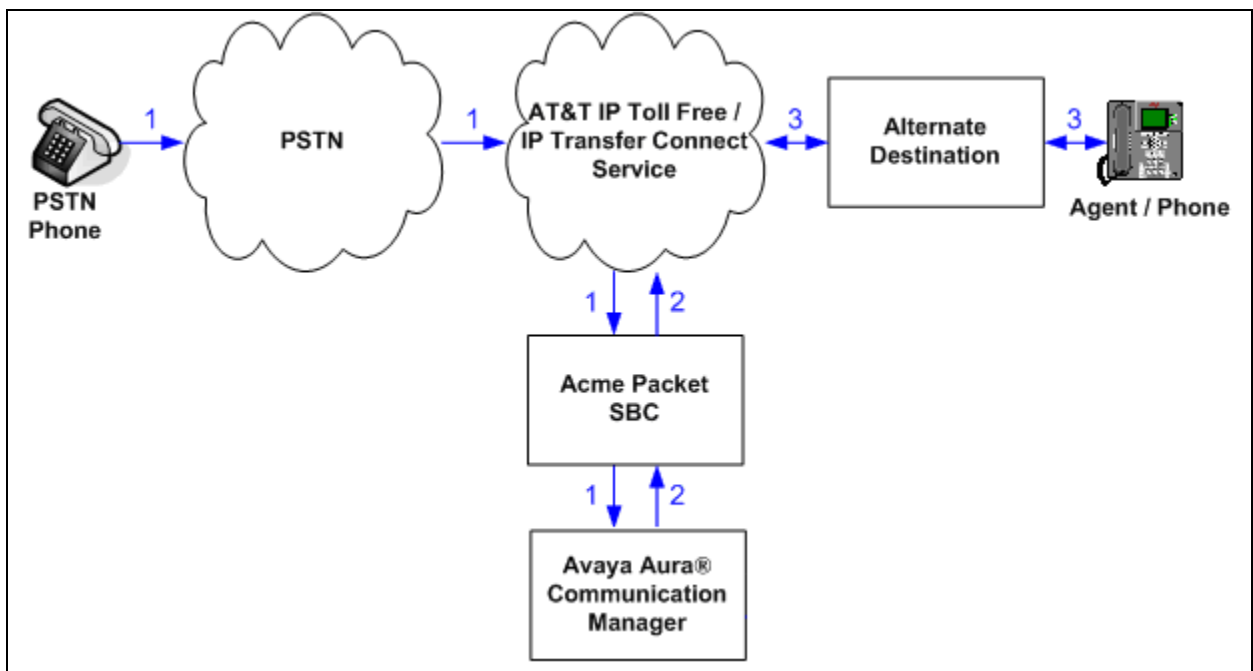 1
1
3
3
PSTN
Phone
PSTN
AT&T IP Toll Free /
IP Transfer Connect
Service
Alternate
Destination
Agent / Phone
1
2
Acme Packet
SBC
1
2
Avaya Aura®
Communication
Manager